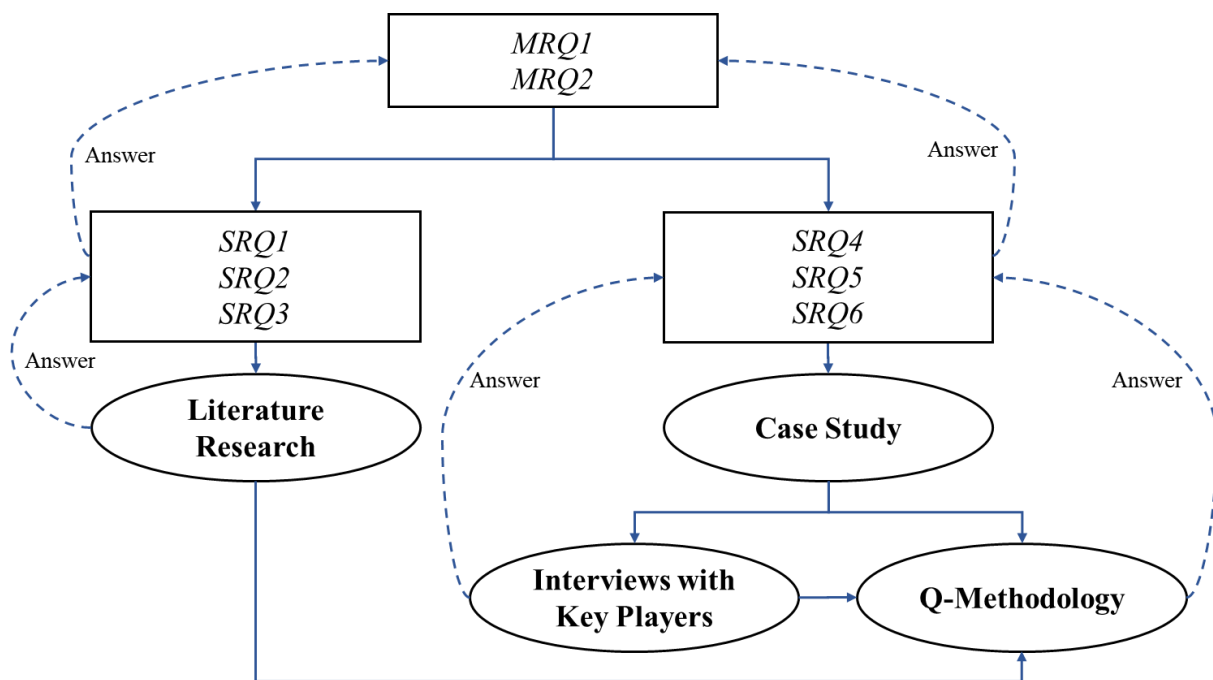 MRQ1
MRQ2
Answer
Answer
SRQ1
SRQ2
SRQ3
SRQ4
SRQ5
SRQ6
Answer
Answer
Answer
Literature
Research
Case Study
Interviews with
Key Players
Q-Methodology